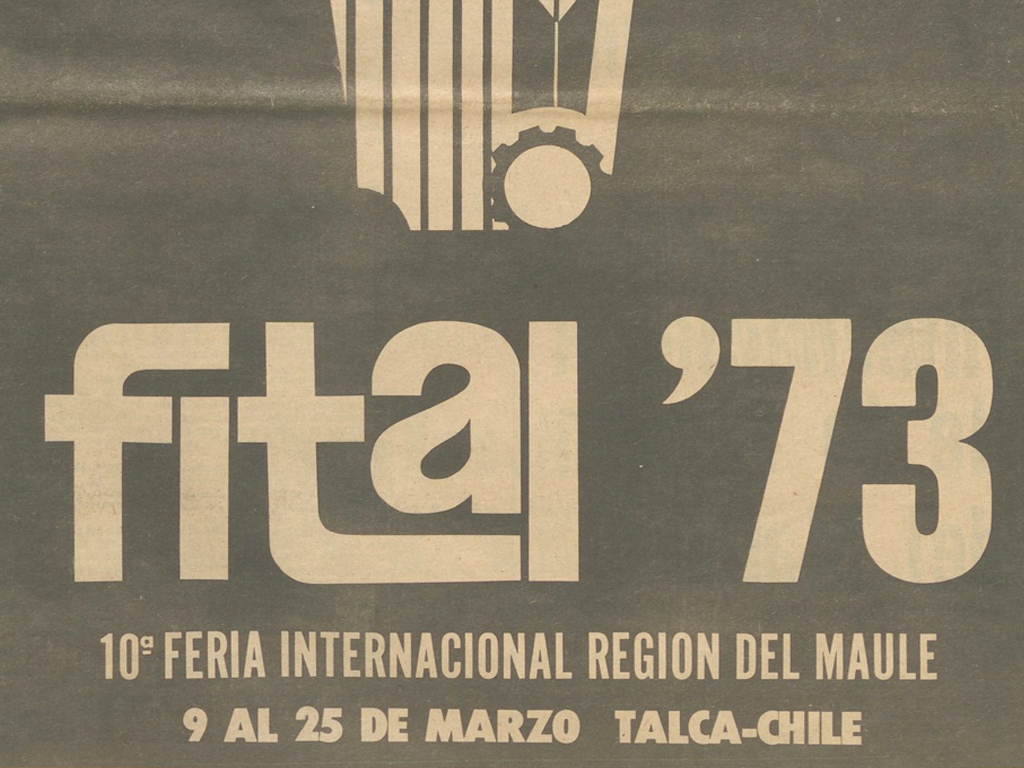 fital ’73
10ª FERIA INTERNACIONAL REGION DEL MAULE
9 AL 25 DE MARZO TALCA-CHILE